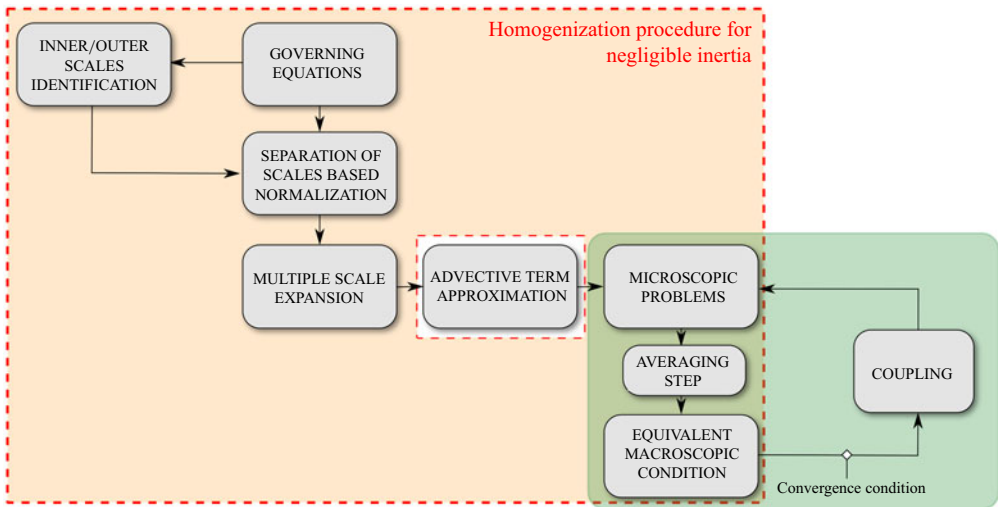 Homogenization procedure for
negligible inertia
INNER/OUTER
SCALES
IDENTIFICATION
GOVERNING
EQUATIONS
SEPARATION OF
SCALES BASED
NORMALIZATION
MULTIPLE SCALE
EXPANSION
ADVECTIVE TERM
APPROXIMATION
MICROSCOPIC
PROBLEMS
AVERAGING
STEP
EQUIVALENT
MACROSCOPIC
CONDITION
COUPLING
Convergence condition